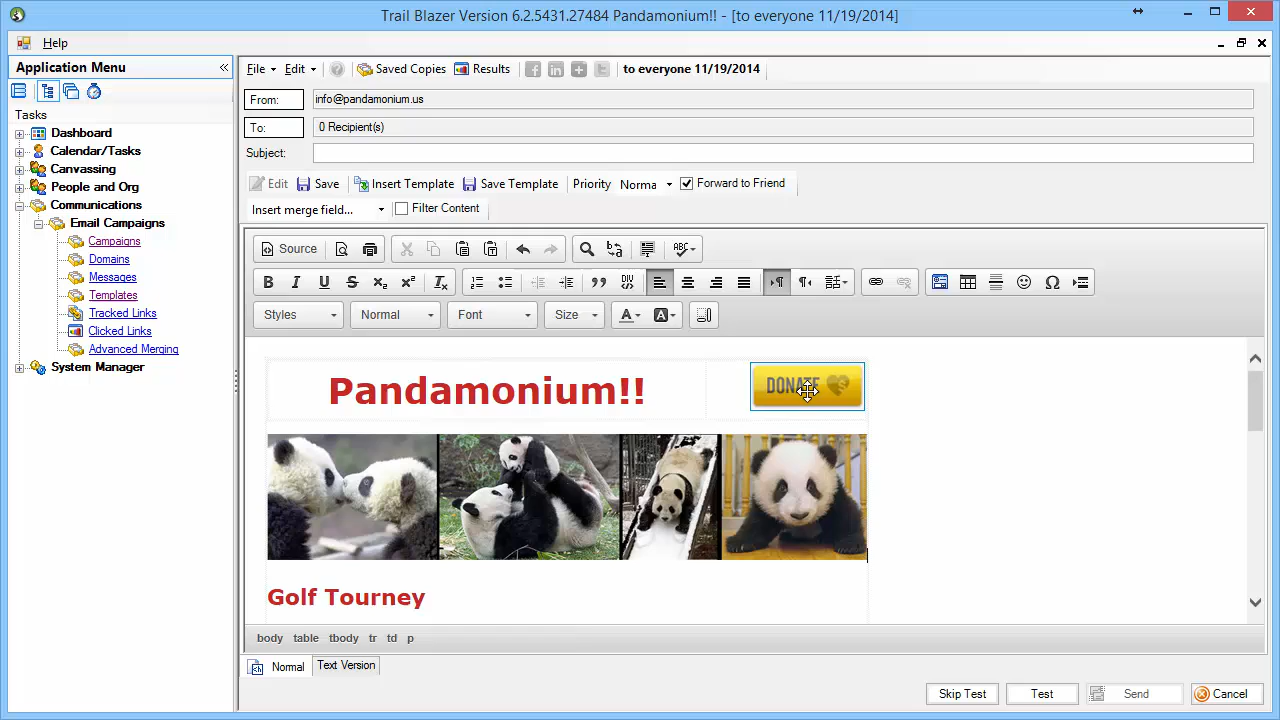 Trail Blazer Version 6.2.5431.27484 Pandamonium!! - [to everyone 11/19/2014]
Help
Application Menu
Tasks
Dashboard
Calendar/Tasks
Canvassing
People and Org
Communications
Email Campaigns
Campaigns
Domains
Messages
Templates
Tracked Links
Clicked Links
Advanced Merging
System Manager
File Edit Saved Copies Results to everyone 11/19/2014
From: info@pandamonium.us
To: 0 Recipient(s)
Subject:
Edit Save Insert Template Save Template Priority Norma Forward to Friend
Insert merge field... Filter Content
Source
Styles Normal Font Size
Pandamonium!!
DONATE
Golf Tourney
body table tbody tr td p
Normal Text Version
Skip Test Test Send Cancel